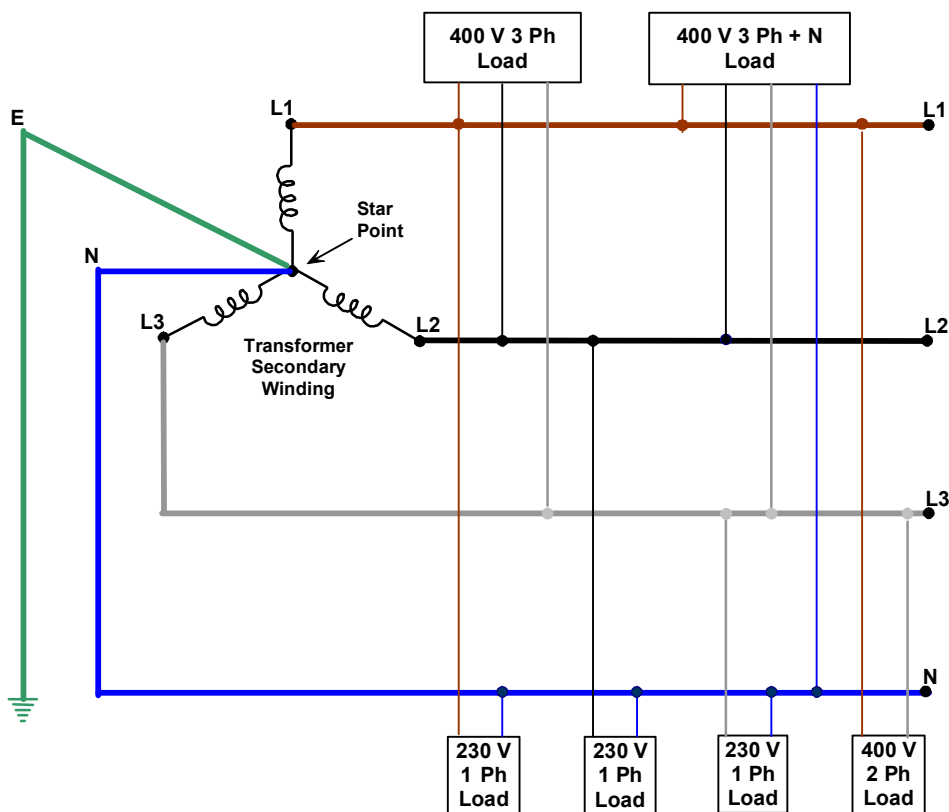 400 V 3 Ph
Load
400 V 3 Ph + N
Load
E
L1
L1
Star
Point
N
L3
L2
L2
Transformer
Secondary
Winding
L3
N
230 V
1 Ph
Load
230 V
1 Ph
Load
230 V
1 Ph
Load
400 V
2 Ph
Load